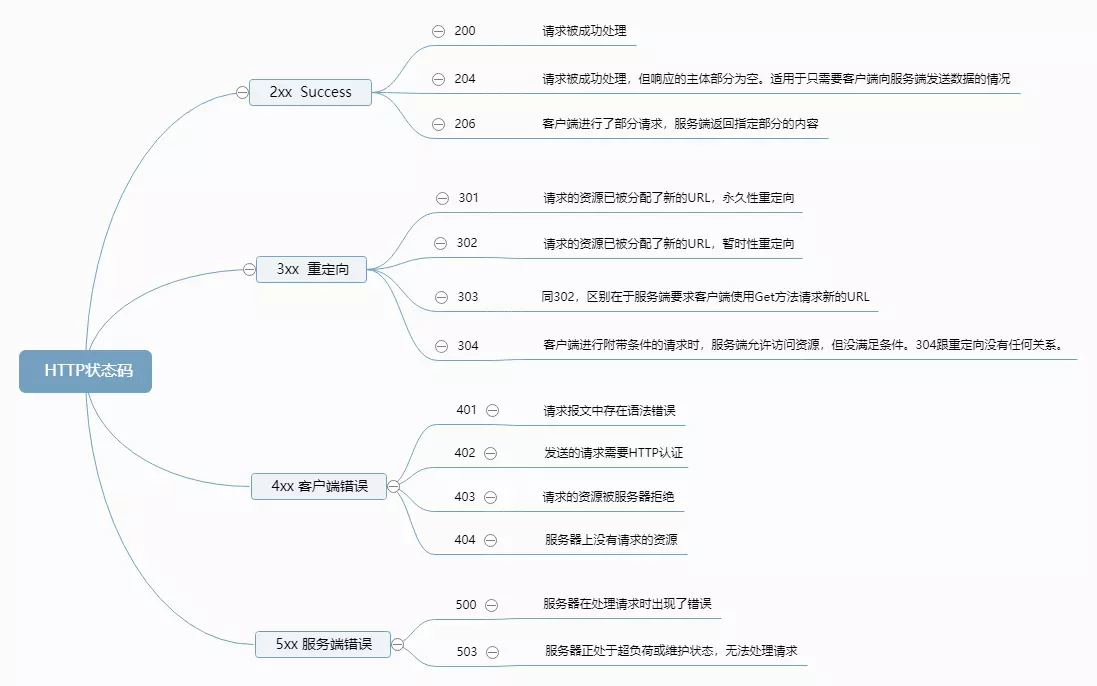 HTTP状态码
2xx Success
200 请求被成功处理
204 请求被成功处理，但响应的主体部分为空。适用于只需要客户端向服务端发送数据的情况
206 客户端进行了部分请求，服务端返回指定部分的内容
3xx 重定向
301 请求的资源已被分配了新的URL，永久性重定向
302 请求的资源已被分配了新的URL，暂时性重定向
303 同302，区别在于服务端要求客户端使用Get方法请求新的URL
304 客户端进行附带条件的请求时，服务端允许访问资源，但没满足条件。304跟重定向没有任何关系。
4xx 客户端错误
401 请求报文中存在语法错误
402 发送的请求需要HTTP认证
403 请求的资源被服务器拒绝
404 服务器上没有请求的资源
5xx 服务端错误
500 服务器在处理请求时出现了错误
503 服务器正处于超负荷或维护状态，无法处理请求